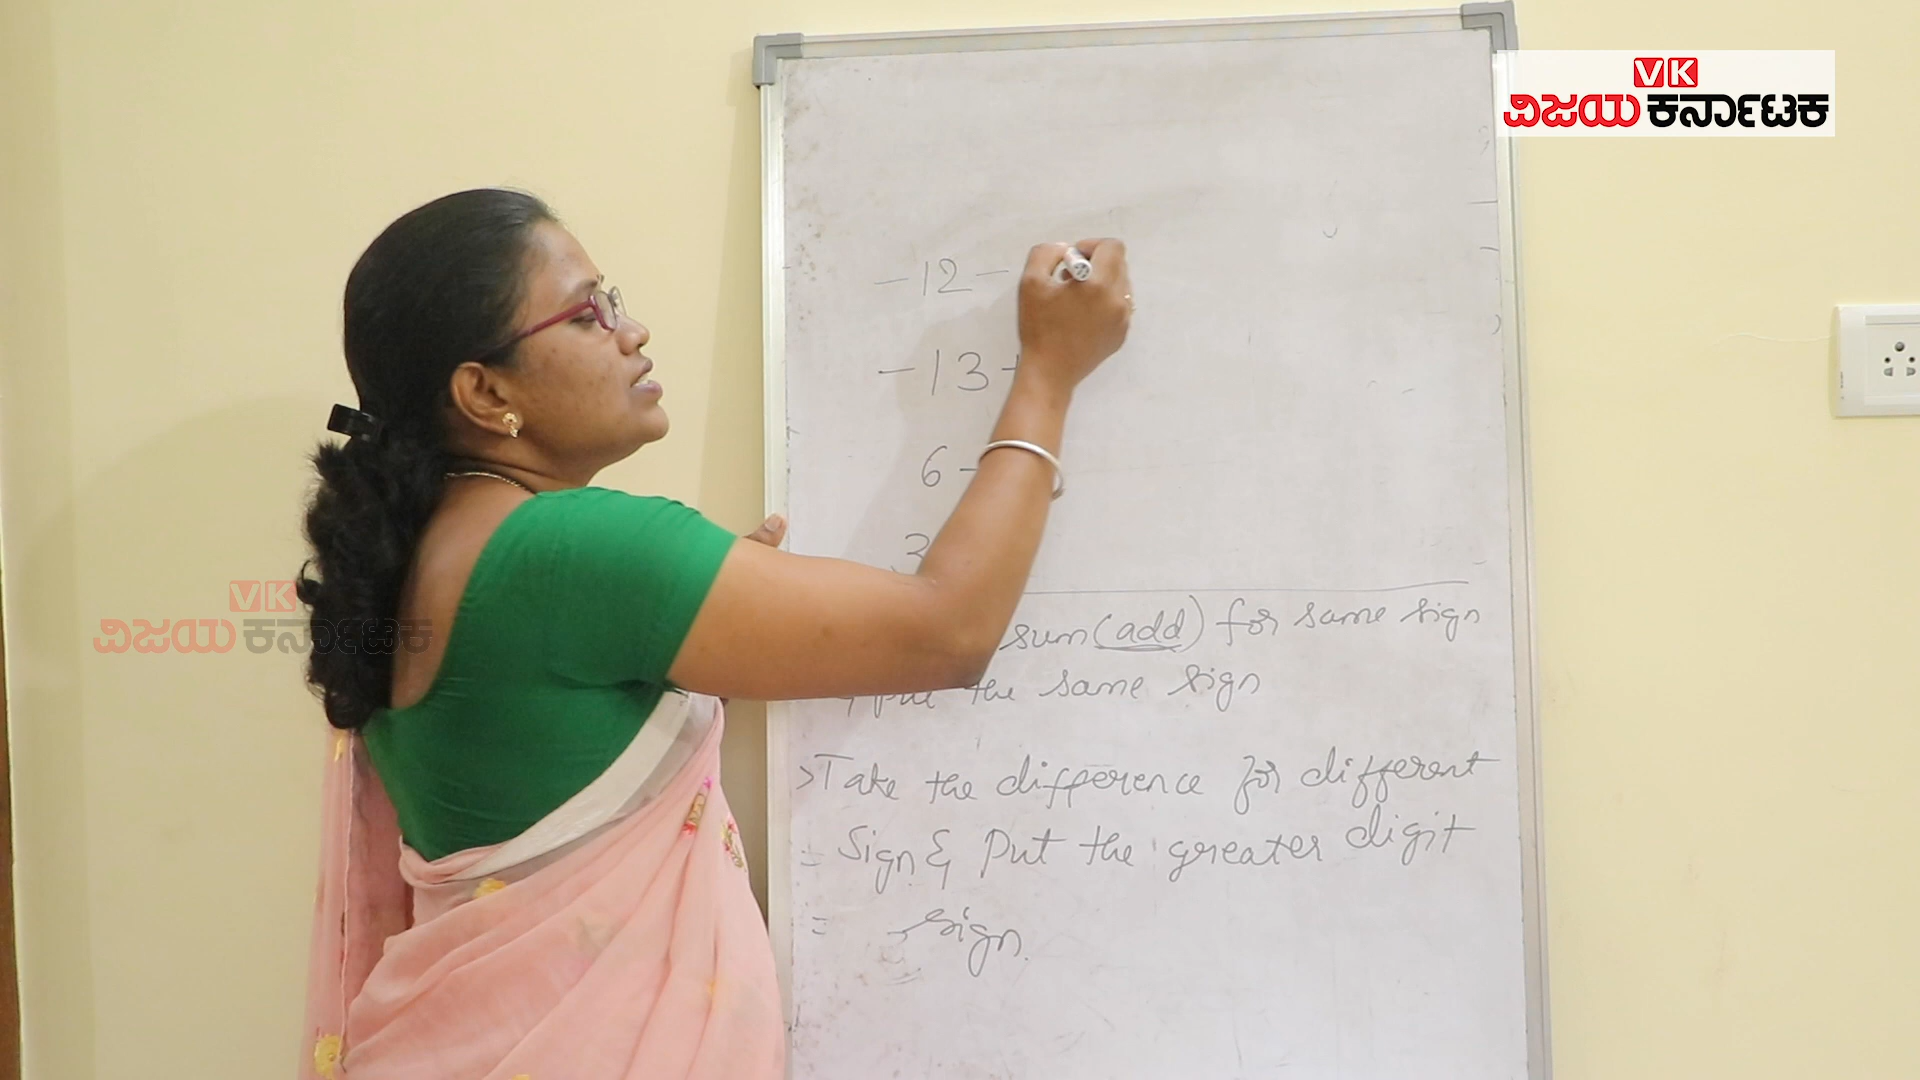 VK
ವಿಜಯ ಕರ್ನಾಟಕ
-12-
-13+
6-
3
sum (add) for same sign
put the same sign
>Take the difference for different
= Sign & Put the greater digit
= sign.
VK
ವಿಜಯ ಕರ್ನಾಟಕ